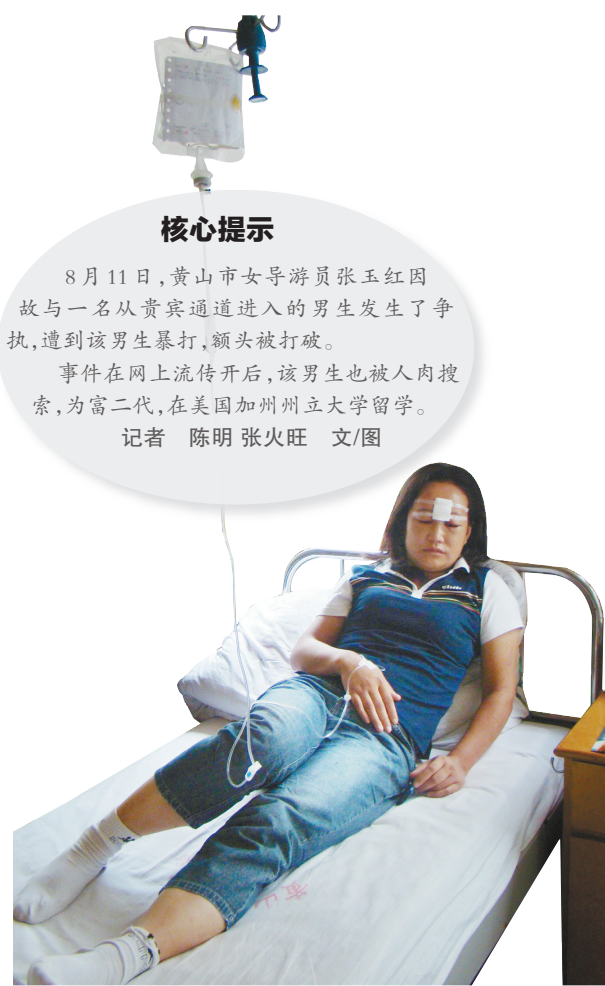 核心提示
8月11日,黄山市女导游员张玉红因
故与一名从贵宾通道进入的男生发生了争
执,遭到该男生暴打,额头被打破。
事件在网上流传开后,该男生也被人肉搜
索,为富二代,在美国加州州立大学留学。
记者 陈明 张火旺 文/图